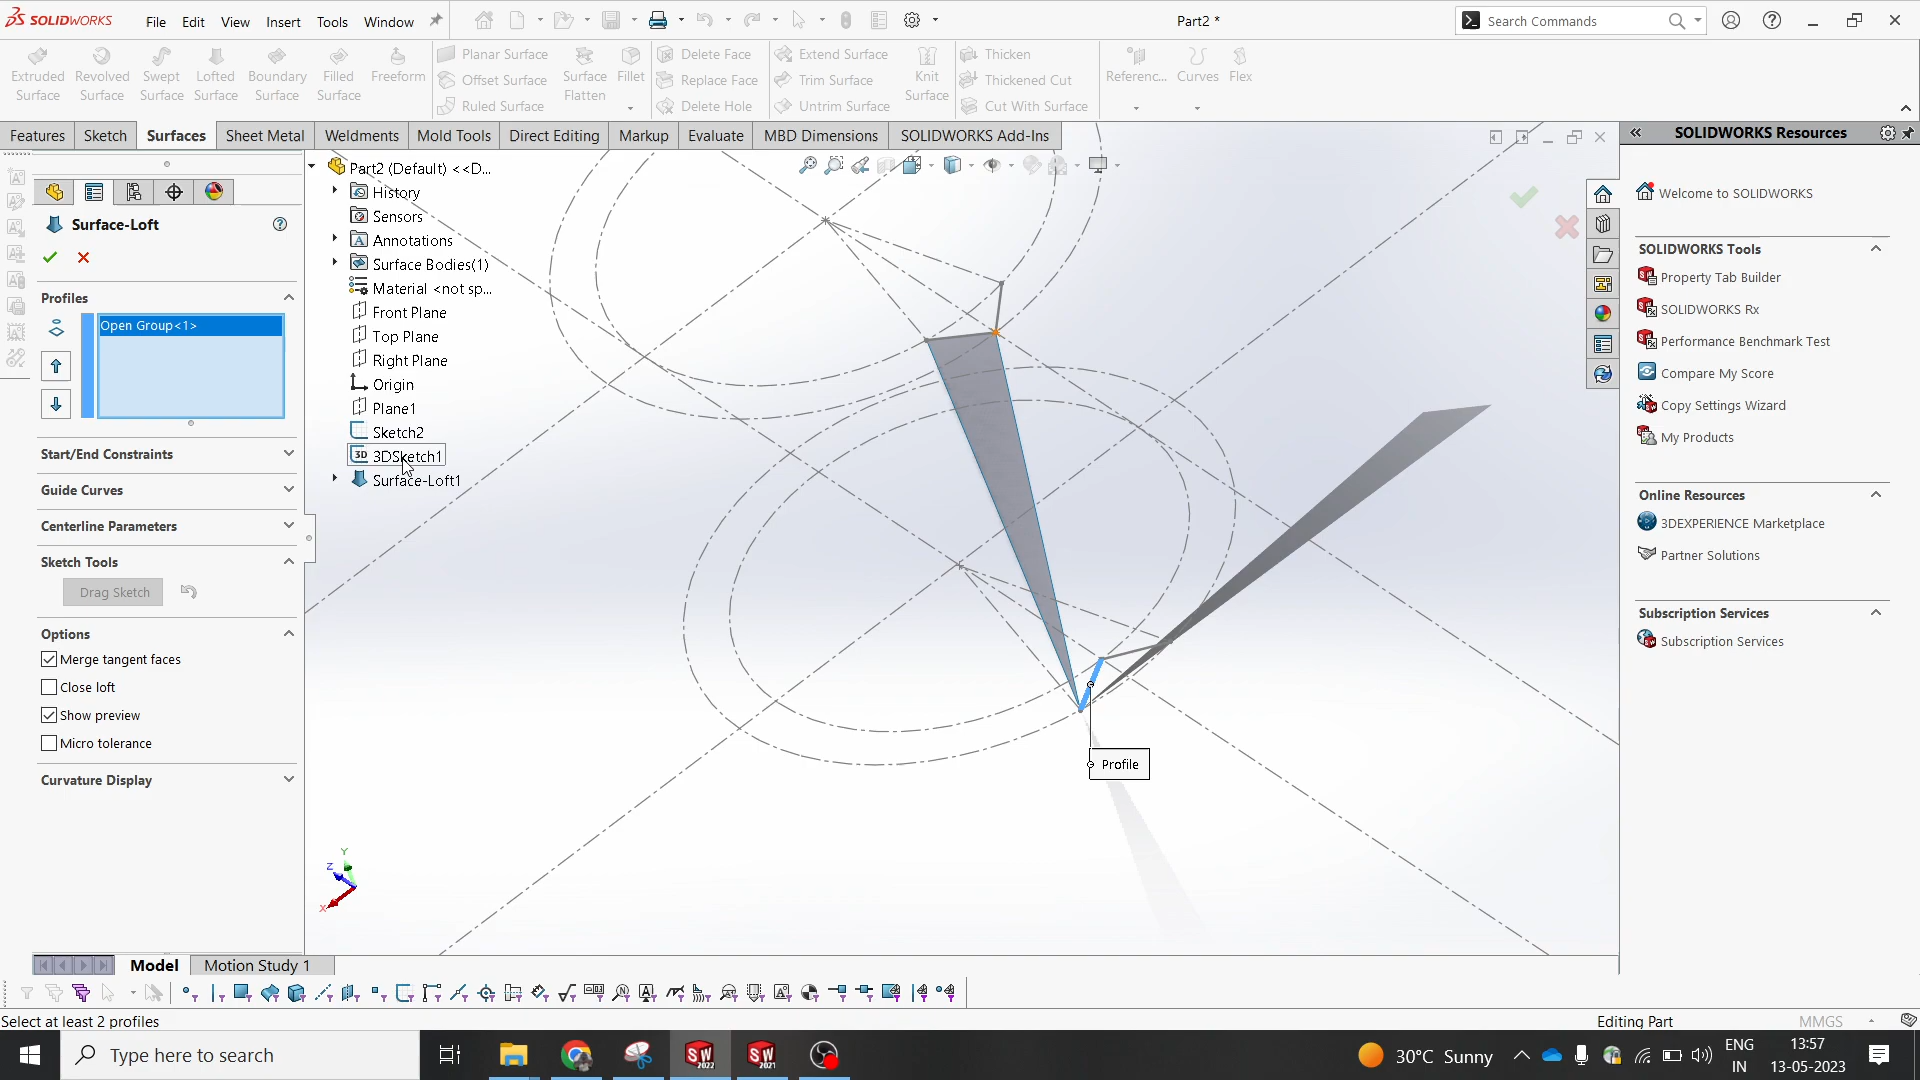 SOLIDWORKS File Edit View Insert Tools Window Part2 * Search Commands
Extruded Surface Revolved Surface Swept Surface Lofted Surface Boundary Surface Filled Surface Freeform
Planar Surface
Offset Surface
Ruled Surface
Surface Flatten Fillet
Delete Face
Replace Face
Delete Hole
Extend Surface
Trim Surface
Untrim Surface
Knit Surface
Thicken
Thickened Cut
Cut With Surface
Referenc... Curves Flex
Features Sketch Surfaces Sheet Metal Weldments Mold Tools Direct Editing Markup Evaluate MBD Dimensions SOLIDWORKS Add-Ins
Surface-Loft
Profiles
Open Group<1>
Start/End Constraints
Guide Curves
Centerline Parameters
Sketch Tools
Drag Sketch
Options
Merge tangent faces
Close loft
Show preview
Micro tolerance
Curvature Display
Part2 (Default) <<D...
History
Sensors
Annotations
Surface Bodies(1)
Material <not sp...
Front Plane
Top Plane
Right Plane
Origin
Plane1
Sketch2
3D 3DSketch1
Surface-Loft1
Profile
Y
Z
X
SOLIDWORKS Resources
Welcome to SOLIDWORKS
SOLIDWORKS Tools
Property Tab Builder
SOLIDWORKS Rx
Performance Benchmark Test
Compare My Score
Copy Settings Wizard
My Products
Online Resources
3DEXPERIENCE Marketplace
Partner Solutions
Subscription Services
Subscription Services
Model Motion Study 1
Select at least 2 profiles Editing Part MMGS
Type here to search
SW 2022
SW 2021
30°C Sunny
ENG
IN
13:57
13-05-2023